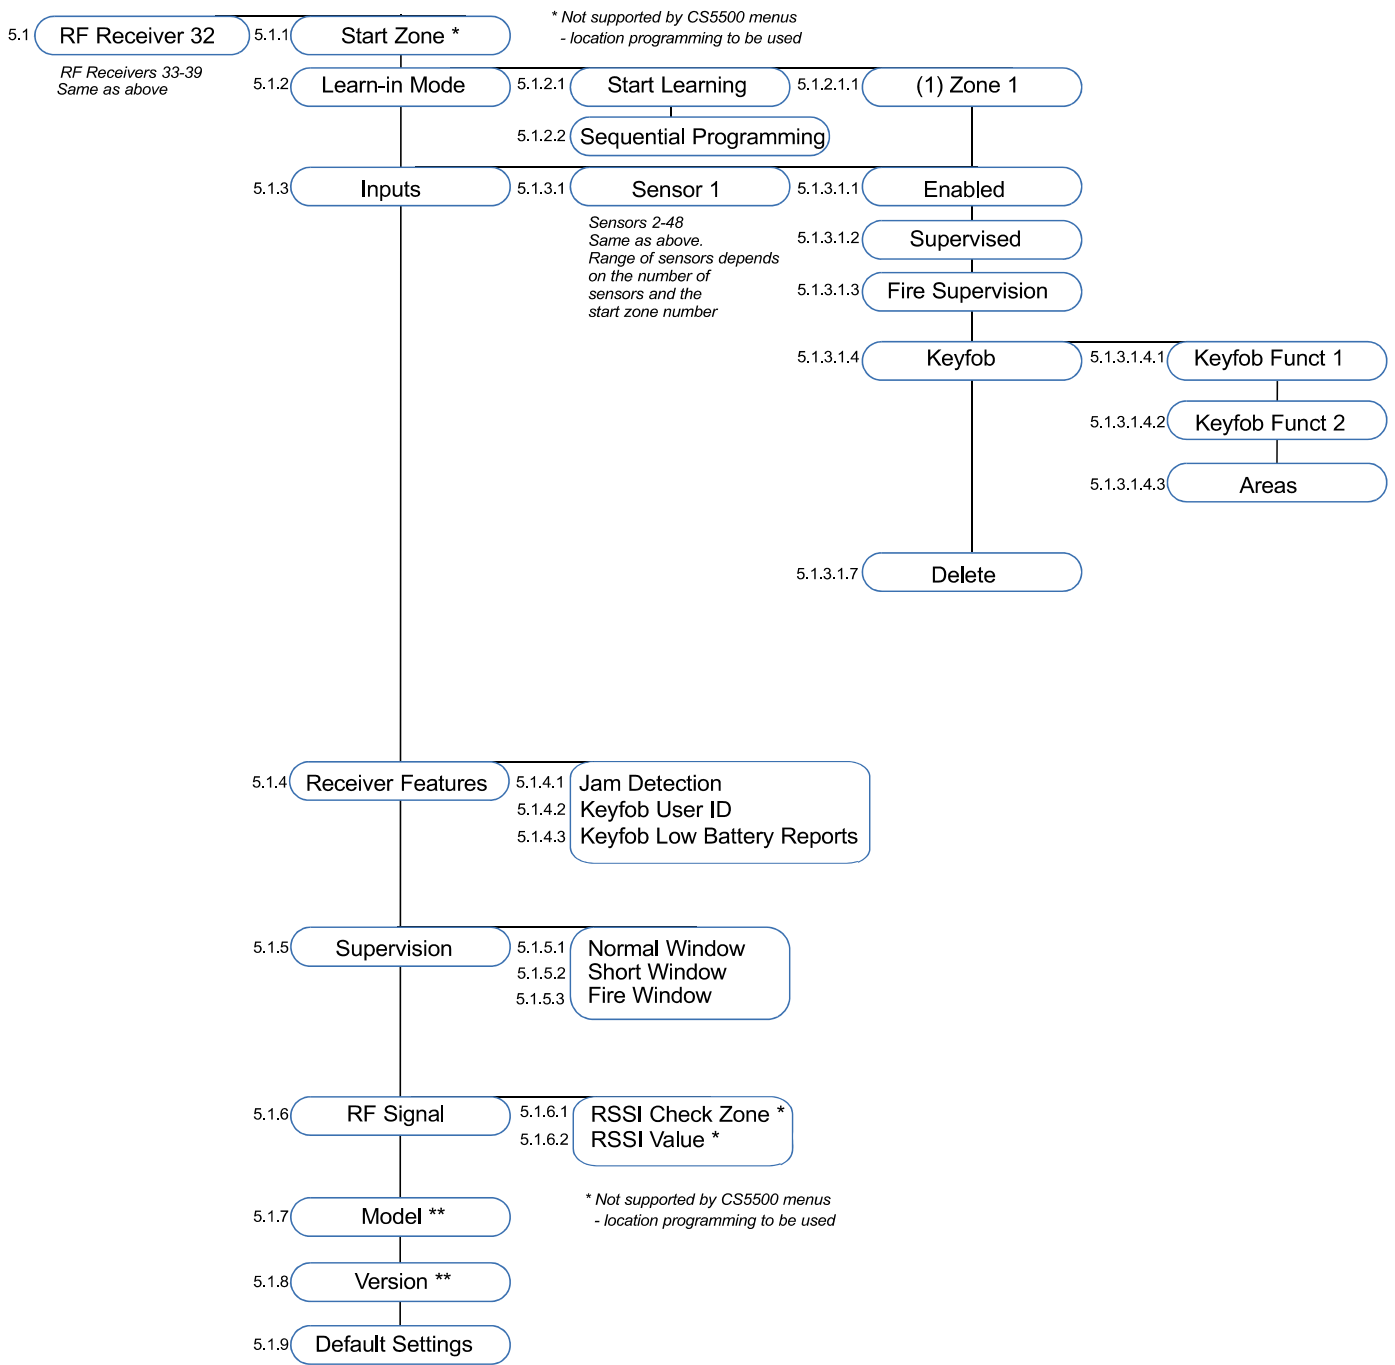 5.1 RF Receiver 32
RF Receivers 33-39
Same as above
5.1.1 Start Zone *
* Not supported by CS5500 menus
- location programming to be used
5.1.2 Learn-in Mode
5.1.2.1 Start Learning
5.1.2.1.1 (1) Zone 1
5.1.2.2 Sequential Programming
5.1.3 Inputs
5.1.3.1 Sensor 1
Sensors 2-48
Same as above.
Range of sensors depends
on the number of
sensors and the
start zone number
5.1.3.1.1 Enabled
5.1.3.1.2 Supervised
5.1.3.1.3 Fire Supervision
5.1.3.1.4 Keyfob
5.1.3.1.4.1 Keyfob Funct 1
5.1.3.1.4.2 Keyfob Funct 2
5.1.3.1.4.3 Areas
5.1.3.1.7 Delete
5.1.4 Receiver Features
5.1.4.1 Jam Detection
5.1.4.2 Keyfob User ID
5.1.4.3 Keyfob Low Battery Reports
5.1.5 Supervision
5.1.5.1 Normal Window
5.1.5.2 Short Window
5.1.5.3 Fire Window
5.1.6 RF Signal
5.1.6.1 RSSI Check Zone *
5.1.6.2 RSSI Value *
* Not supported by CS5500 menus
- location programming to be used
5.1.7 Model **
5.1.8 Version **
5.1.9 Default Settings